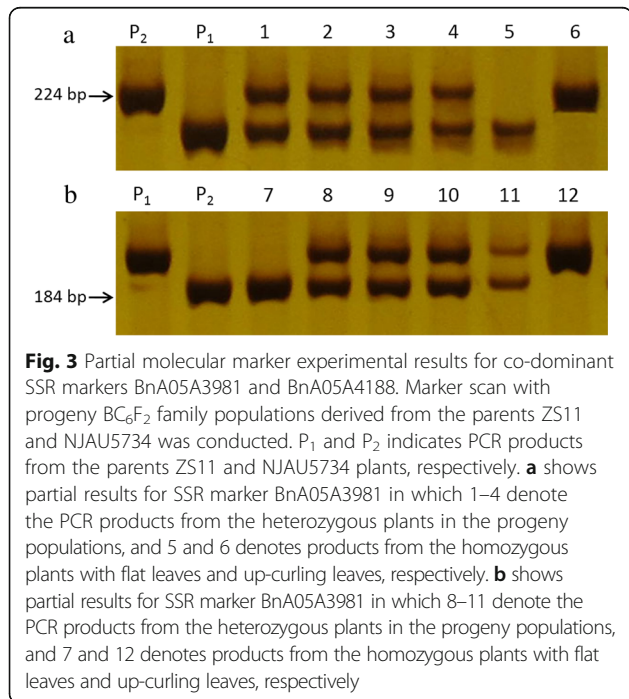 a P₂ P₁ 1 2 3 4 5 6
224 bp→
b P₁ P₂ 7 8 9 10 11 12
184 bp→
Fig. 3 Partial molecular marker experimental results for co-dominant
SSR markers BnA05A3981 and BnA05A4188. Marker scan with
progeny BC₆F₂ family populations derived from the parents ZS11
and NJAU5734 was conducted. P₁ and P₂ indicates PCR products
from the parents ZS11 and NJAU5734 plants, respectively. a shows
partial results for SSR marker BnA05A3981 in which 1–4 denote
the PCR products from the heterozygous plants in the progeny
populations, and 5 and 6 denotes products from the homozygous
plants with flat leaves and up-curling leaves, respectively. b shows
partial results for SSR marker BnA05A3981 in which 8–11 denote the
PCR products from the heterozygous plants in the progeny populations,
and 7 and 12 denotes products from the homozygous plants with flat
leaves and up-curling leaves, respectively